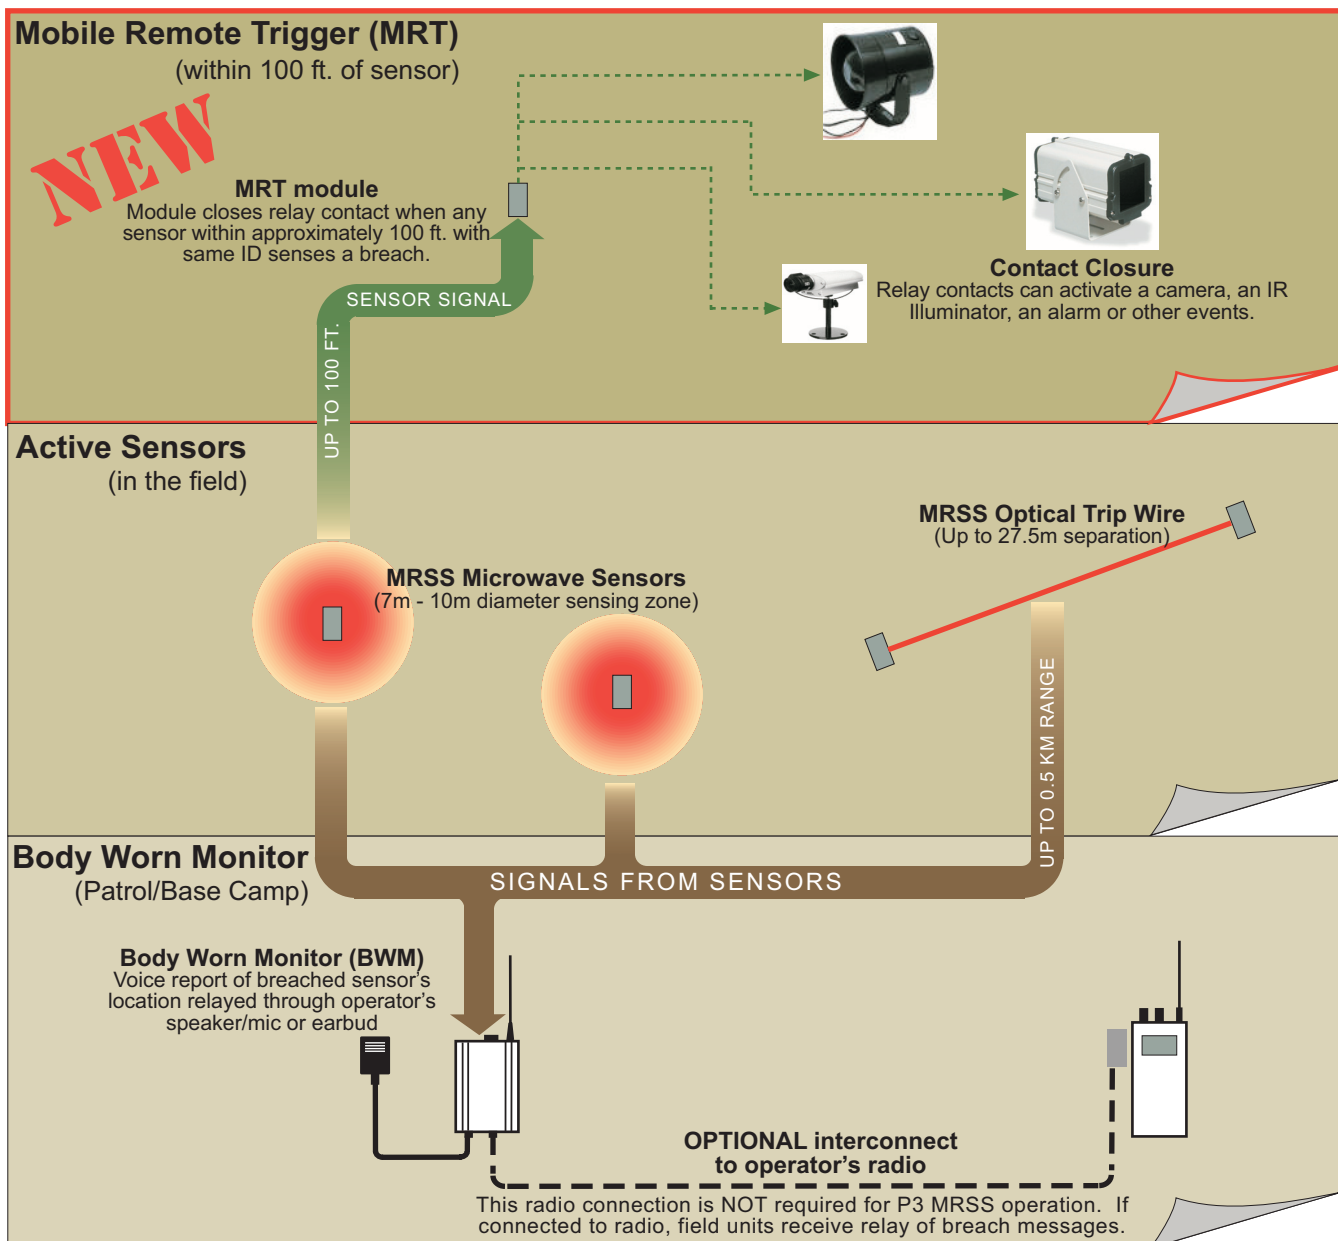 Mobile Remote Trigger (MRT)
(within 100 ft. of sensor)
NEW
MRT module
Module closes relay contact when any
sensor within approximately 100 ft. with
same ID senses a breach.
Contact Closure
Relay contacts can activate a camera, an IR
Illuminator, an alarm or other events.
SENSOR SIGNAL
UP TO 100 FT.
Active Sensors
(in the field)
MRSS Optical Trip Wire
(Up to 27.5m separation)
MRSS Microwave Sensors
(7m - 10m diameter sensing zone)
UP TO 0.5 KM RANGE
Body Worn Monitor
(Patrol/Base Camp)
SIGNALS FROM SENSORS
Body Worn Monitor (BWM)
Voice report of breached sensor's
location relayed through operator's
speaker/mic or earbud
OPTIONAL interconnect
to operator's radio
This radio connection is NOT required for P3 MRSS operation. If
connected to radio, field units receive relay of breach messages.